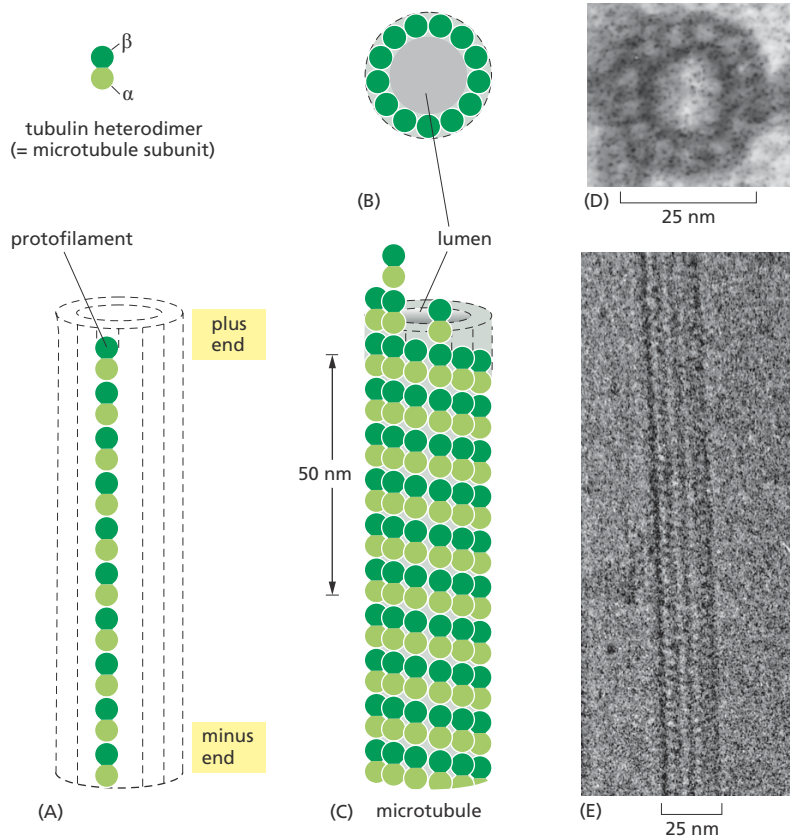 β
α
tubulin heterodimer
(= microtubule subunit)
(B)
(D)
25 nm
protofilament
lumen
plus
end
50 nm
minus
end
(A)
(C)
microtubule
(E)
25 nm